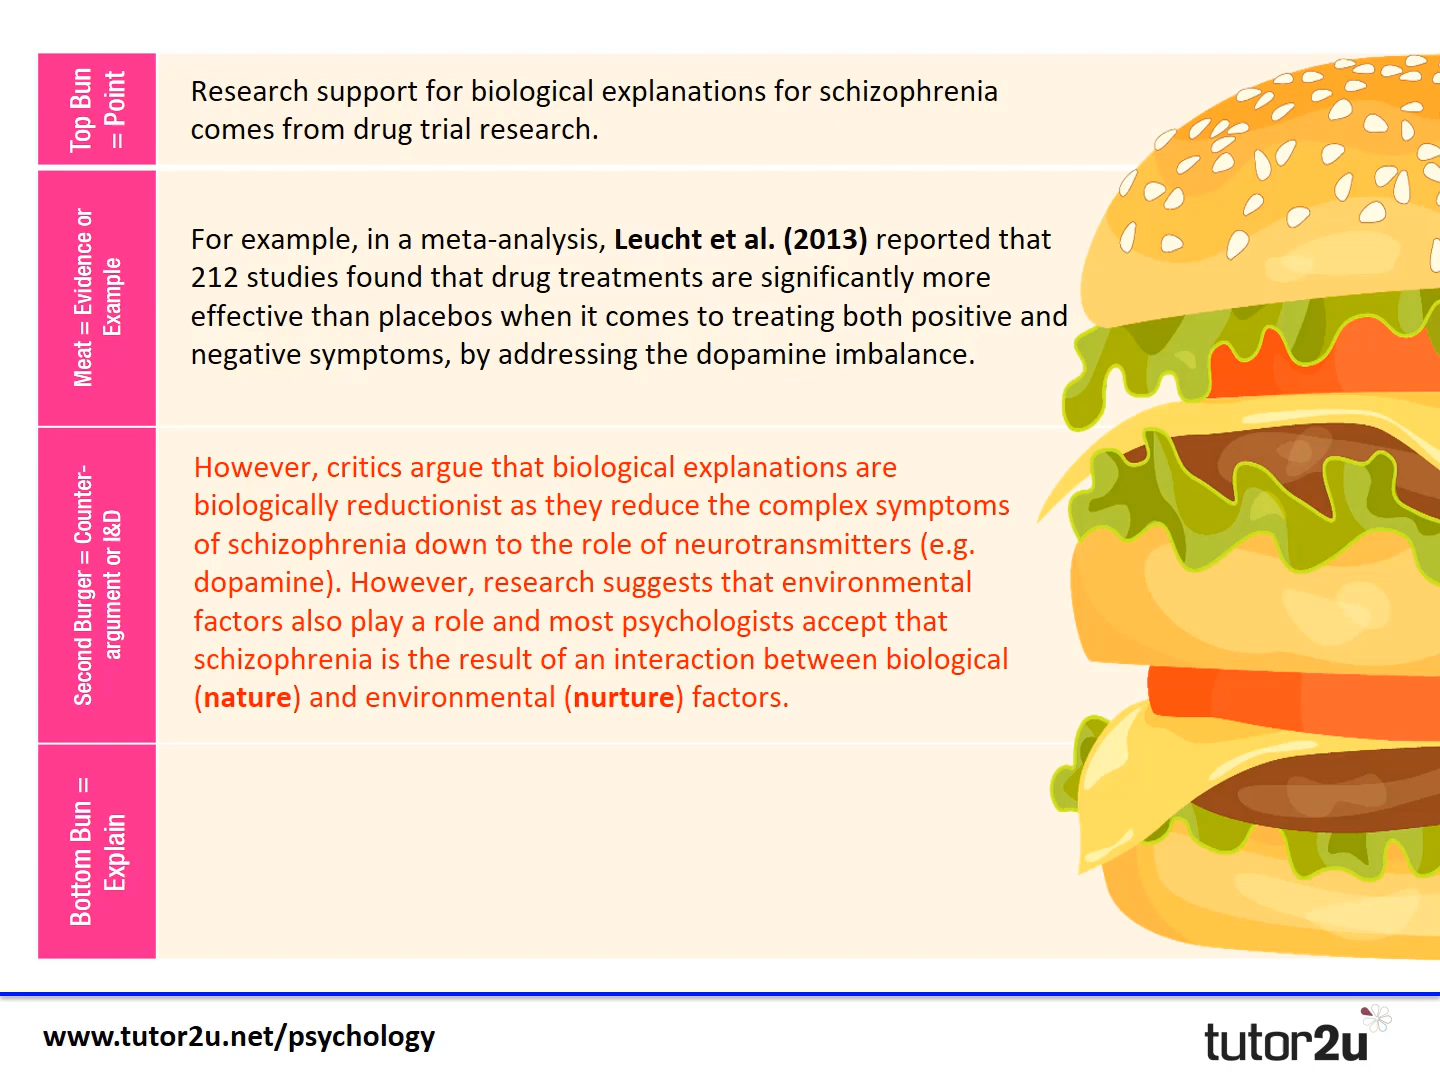 Top Bun
= Point
Research support for biological explanations for schizophrenia
comes from drug trial research.
Meat = Evidence or
Example
For example, in a meta-analysis, Leucht et al. (2013) reported that
212 studies found that drug treatments are significantly more
effective than placebos when it comes to treating both positive and
negative symptoms, by addressing the dopamine imbalance.
Second Burger = Counter-
argument or I&D
However, critics argue that biological explanations are
biologically reductionist as they reduce the complex symptoms
of schizophrenia down to the role of neurotransmitters (e.g.
dopamine). However, research suggests that environmental
factors also play a role and most psychologists accept that
schizophrenia is the result of an interaction between biological
(nature) and environmental (nurture) factors.
Bottom Bun =
Explain
www.tutor2u.net/psychology
tutor2u